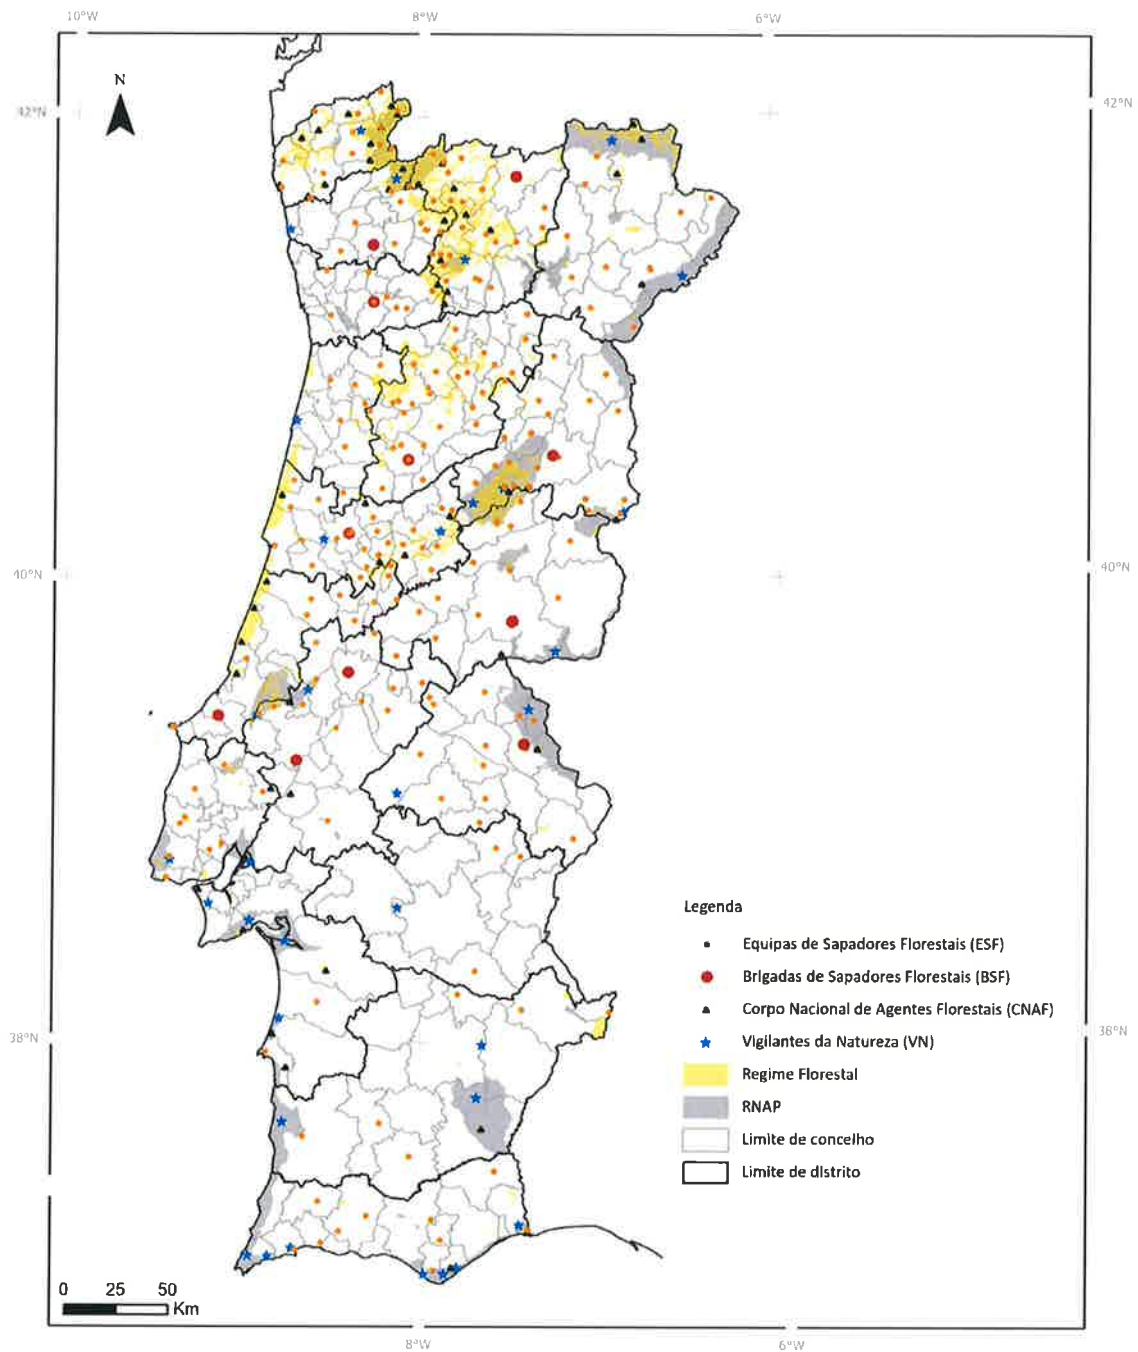 10°W 8°W 6°W
N
42°N 42°N
40°N 40°N
Legenda
Equipas de Sapadores Florestais (ESF)
Brigadas de Sapadores Florestais (BSF)
Corpo Nacional de Agentes Florestais (CNAF)
Vigilantes da Natureza (VN)
38°N 38°N
Regime Florestal
RNAP
Limite de concelho
Limite de distrito
0 25 50
Km
8°W 6°W